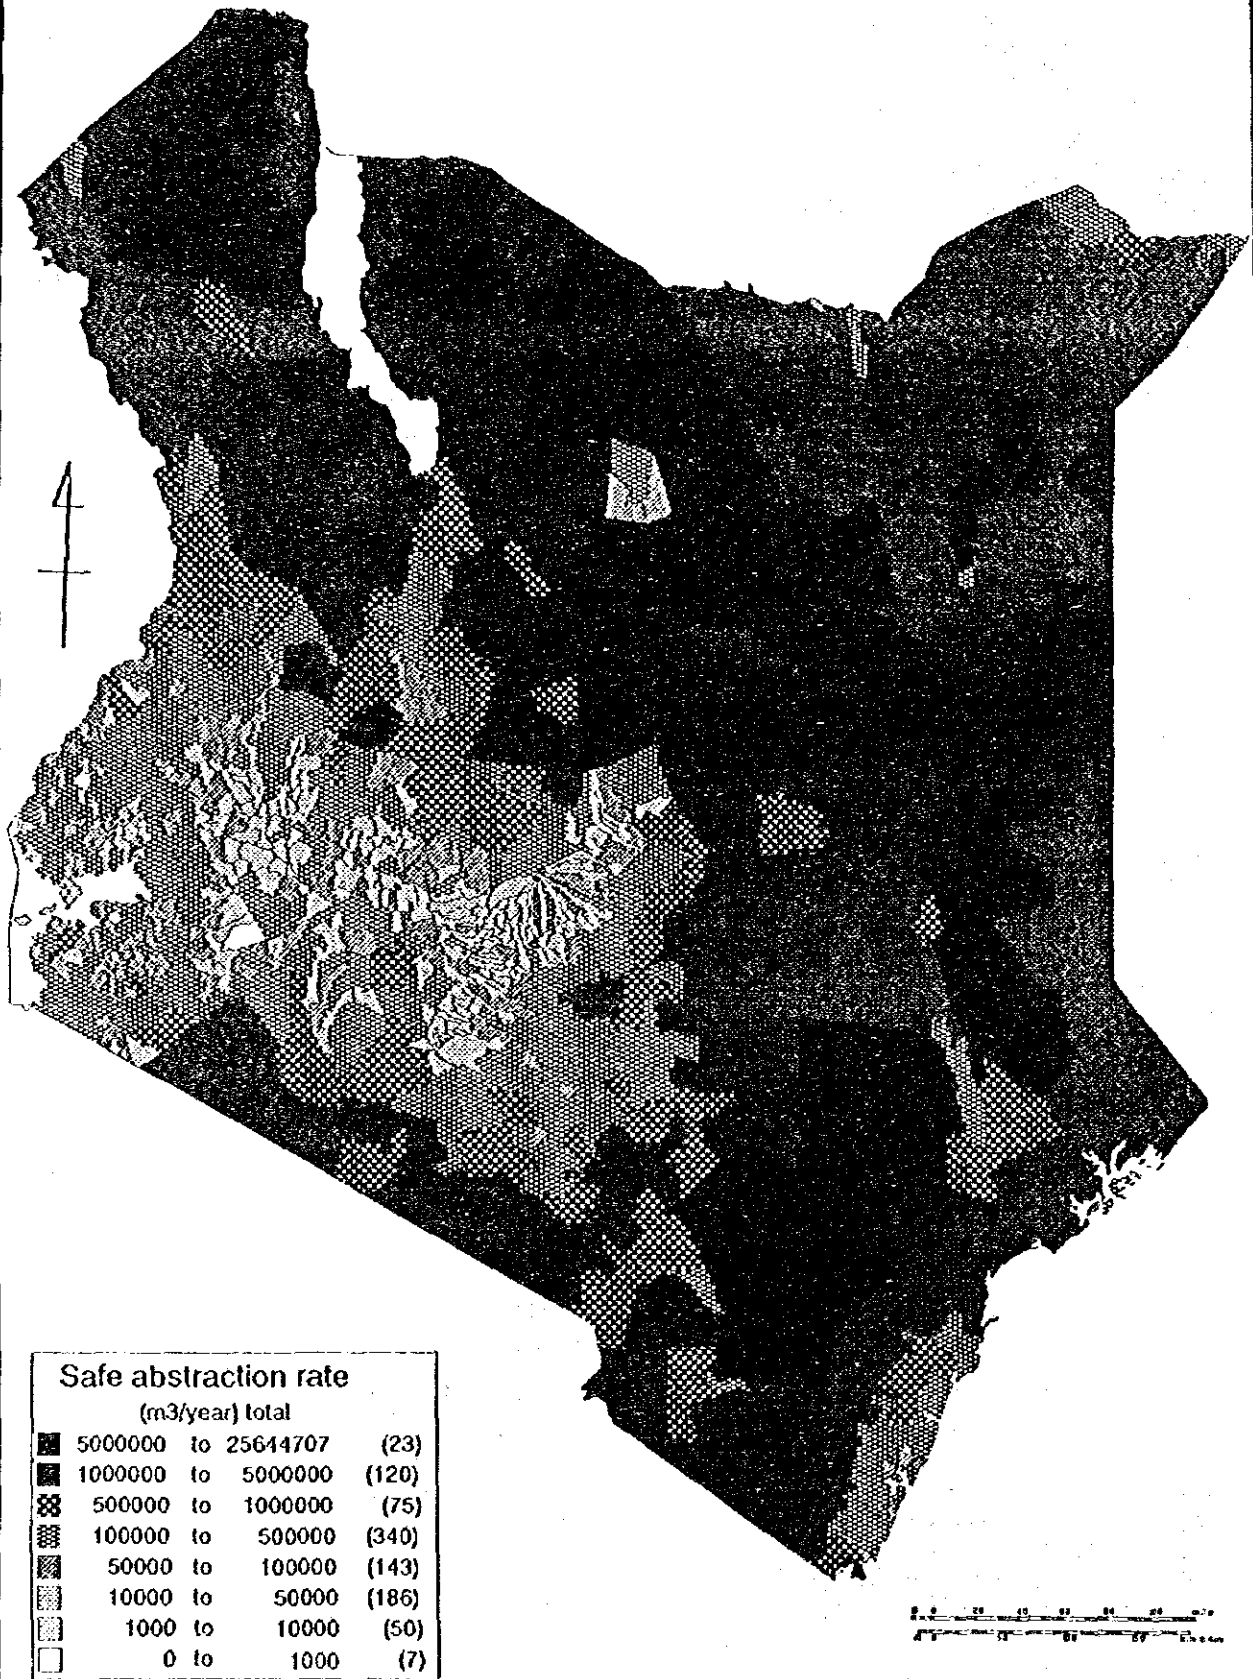 Safe abstraction rate
(m3/year) total
5000000 to 25644707 (23)
1000000 to 5000000 (120)
500000 to 1000000 (75)
100000 to 500000 (340)
50000 to 100000 (143)
10000 to 50000 (186)
1000 to 10000 (50)
0 to 1000 (7)